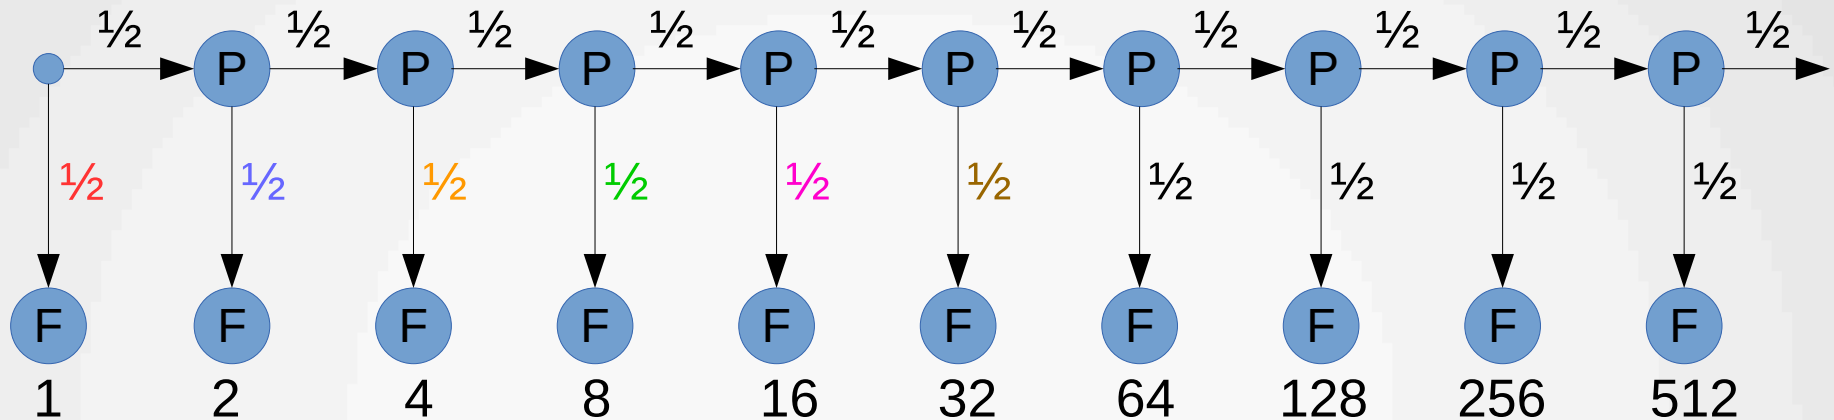 ½ ½ ½ ½ ½ ½ ½ ½ ½ ½
P P P P P P P P P
½ ½ ½ ½ ½ ½ ½ ½ ½ ½
F F F F F F F F F F
1 2 4 8 16 32 64 128 256 512